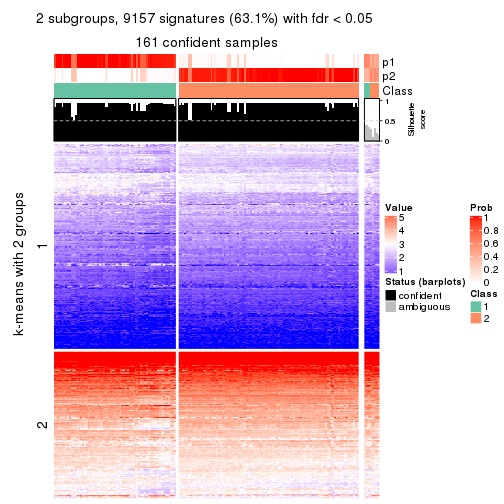 2 subgroups, 9157 signatures (63.1%) with fdr < 0.05
161 confident samples
p1
p2
Class
1
0.5
0
Silhouette
score
k-means with 2 groups
1
2
Value
5
4
3
2
1
Status (barplots)
confident
ambiguous
Prob
1
0.8
0.6
0.4
0.2
0
Class
1
2